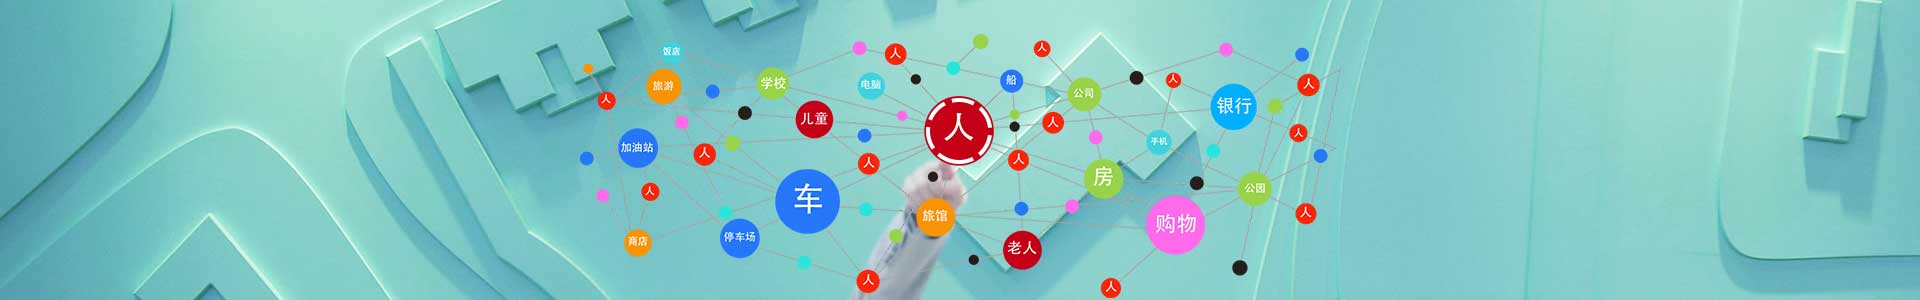 饭店
旅游
人
学校
儿童
加油站
人
人
商店
停车场
车
人
电脑
人
人
人
旅馆
老人
船
人
人
人
公司
人
手机
房
购物
银行
人
人
公园
人
人